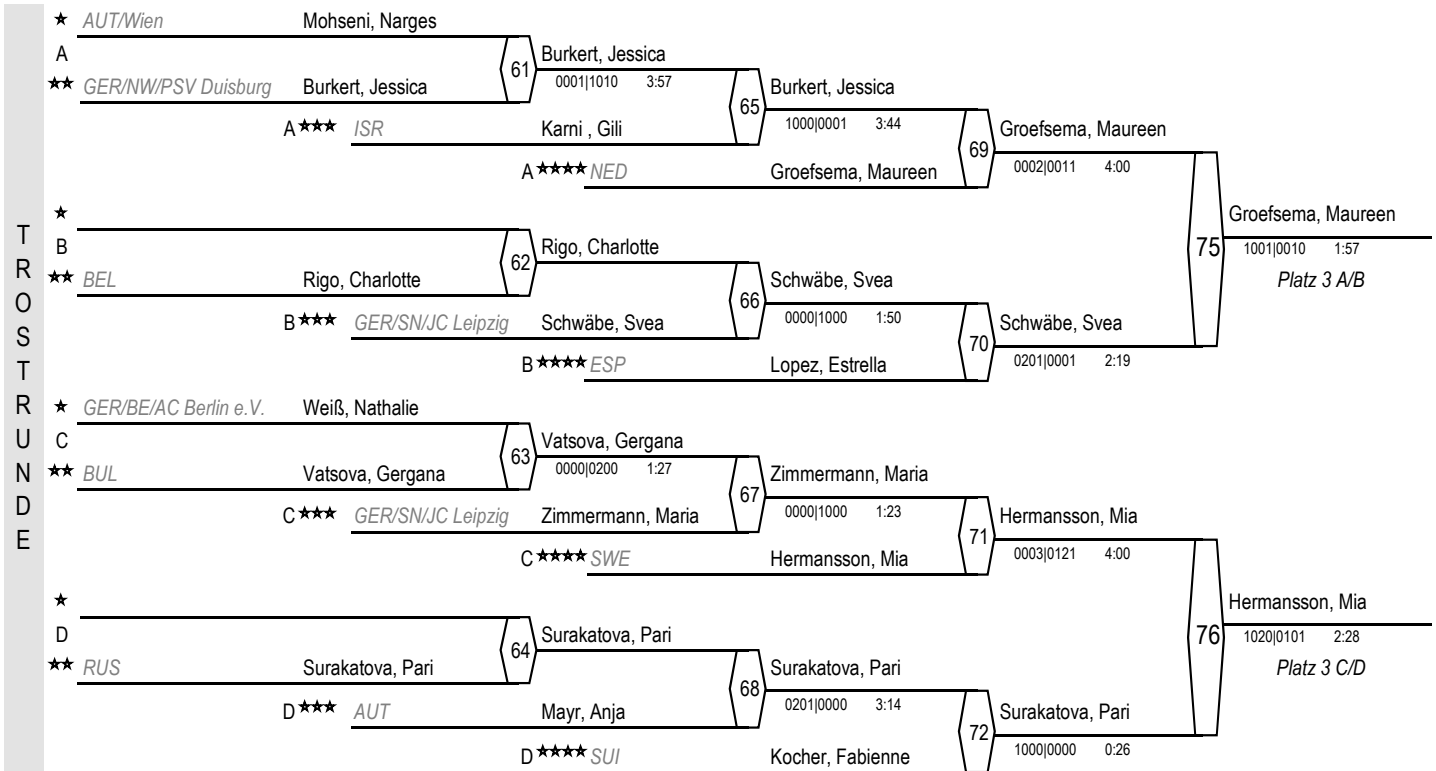 TROSTRUNDE
★ AUT/Wien Mohseni, Narges
A 61 Burkert, Jessica
★★ GER/NW/PSV Duisburg Burkert, Jessica 0001|1010 3:57 65 Burkert, Jessica
A★★★ ISR Karni , Gili 1000|0001 3:44 69 Groefsema, Maureen
A★★★★ NED Groefsema, Maureen 0002|0011 4:00
★
B 62 Rigo, Charlotte 75 Groefsema, Maureen
1001|0010 1:57
★★ BEL Rigo, Charlotte 66 Schwäbe, Svea Platz 3 A/B
B★★★ GER/SN/JC Leipzig Schwäbe, Svea 0000|1000 1:50 70 Schwäbe, Svea
B★★★★ ESP Lopez, Estrella 0201|0001 2:19
★ GER/BE/AC Berlin e.V. Weiß, Nathalie
C 63 Vatsova, Gergana
★★ BUL Vatsova, Gergana 0000|0200 1:27 67 Zimmermann, Maria
C★★★ GER/SN/JC Leipzig Zimmermann, Maria 0000|1000 1:23 71 Hermansson, Mia
C★★★★ SWE Hermansson, Mia 0003|0121 4:00
★ 76 Hermansson, Mia
D 64 Surakatova, Pari 1020|0101 2:28
★★ RUS Surakatova, Pari 68 Surakatova, Pari Platz 3 C/D
D★★★ AUT Mayr, Anja 0201|0000 3:14 72 Surakatova, Pari
D★★★★ SUI Kocher, Fabienne 1000|0000 0:26